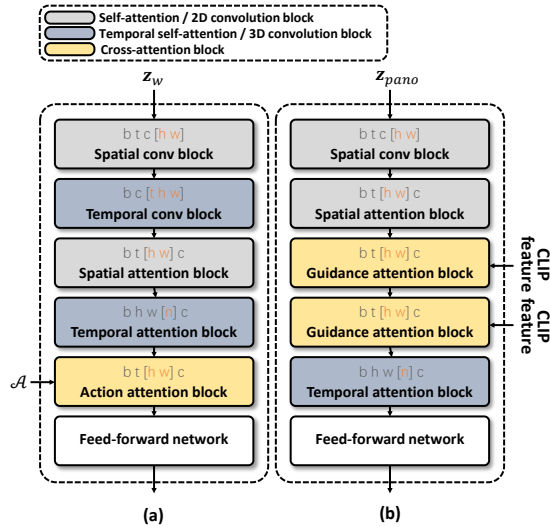 Self-attention / 2D convolution block
Temporal self-attention / 3D convolution block
Cross-attention block
z_w
b t c [h w]
Spatial conv block
b c [t h w]
Temporal conv block
b t [h w] c
Spatial attention block
b h w [n] c
Temporal attention block
𝒜
b t [h w] c
Action attention block
Feed-forward network
(a)
z_pano
b t c [h w]
Spatial conv block
b t [h w] c
Spatial attention block
b t [h w] c
Guidance attention block
CLIP
feature
b t [h w] c
Guidance attention block
CLIP
feature
b h w [n] c
Temporal attention block
Feed-forward network
(b)